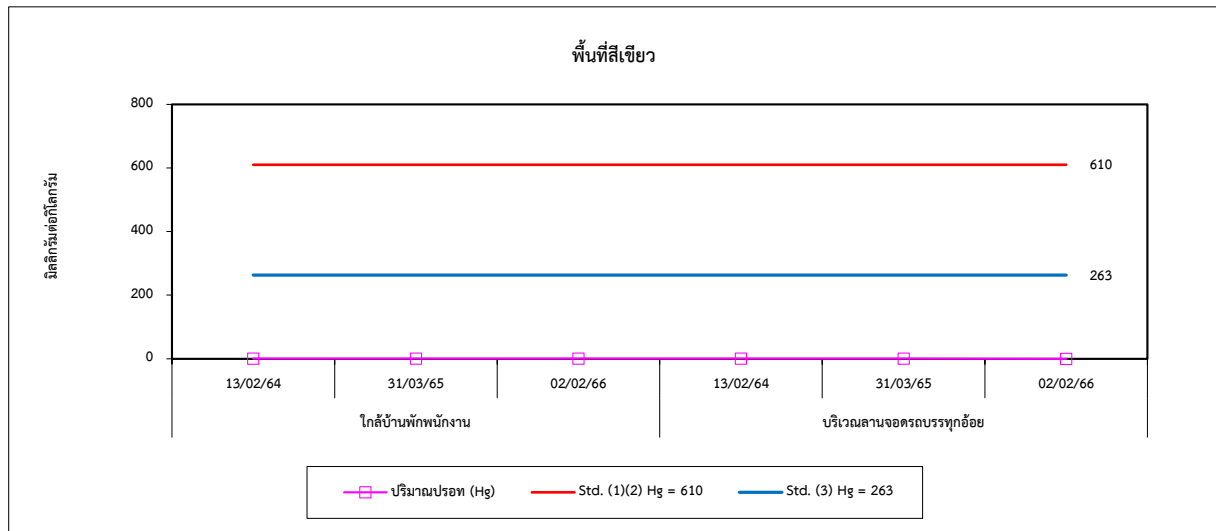 พื้นที่สีเขียว
มิลลิกรัมต่อกิโลกรัม
800
600
400
200
0
610
263
13/02/64 31/03/65 02/02/66 13/02/64 31/03/65 02/02/66
ใกล้บ้านพักพนักงาน บริเวณลานจอดรถบรรทุกอ้อย
ปริมาณปรอท (Hg) Std. (1)(2) Hg = 610 Std. (3) Hg = 263